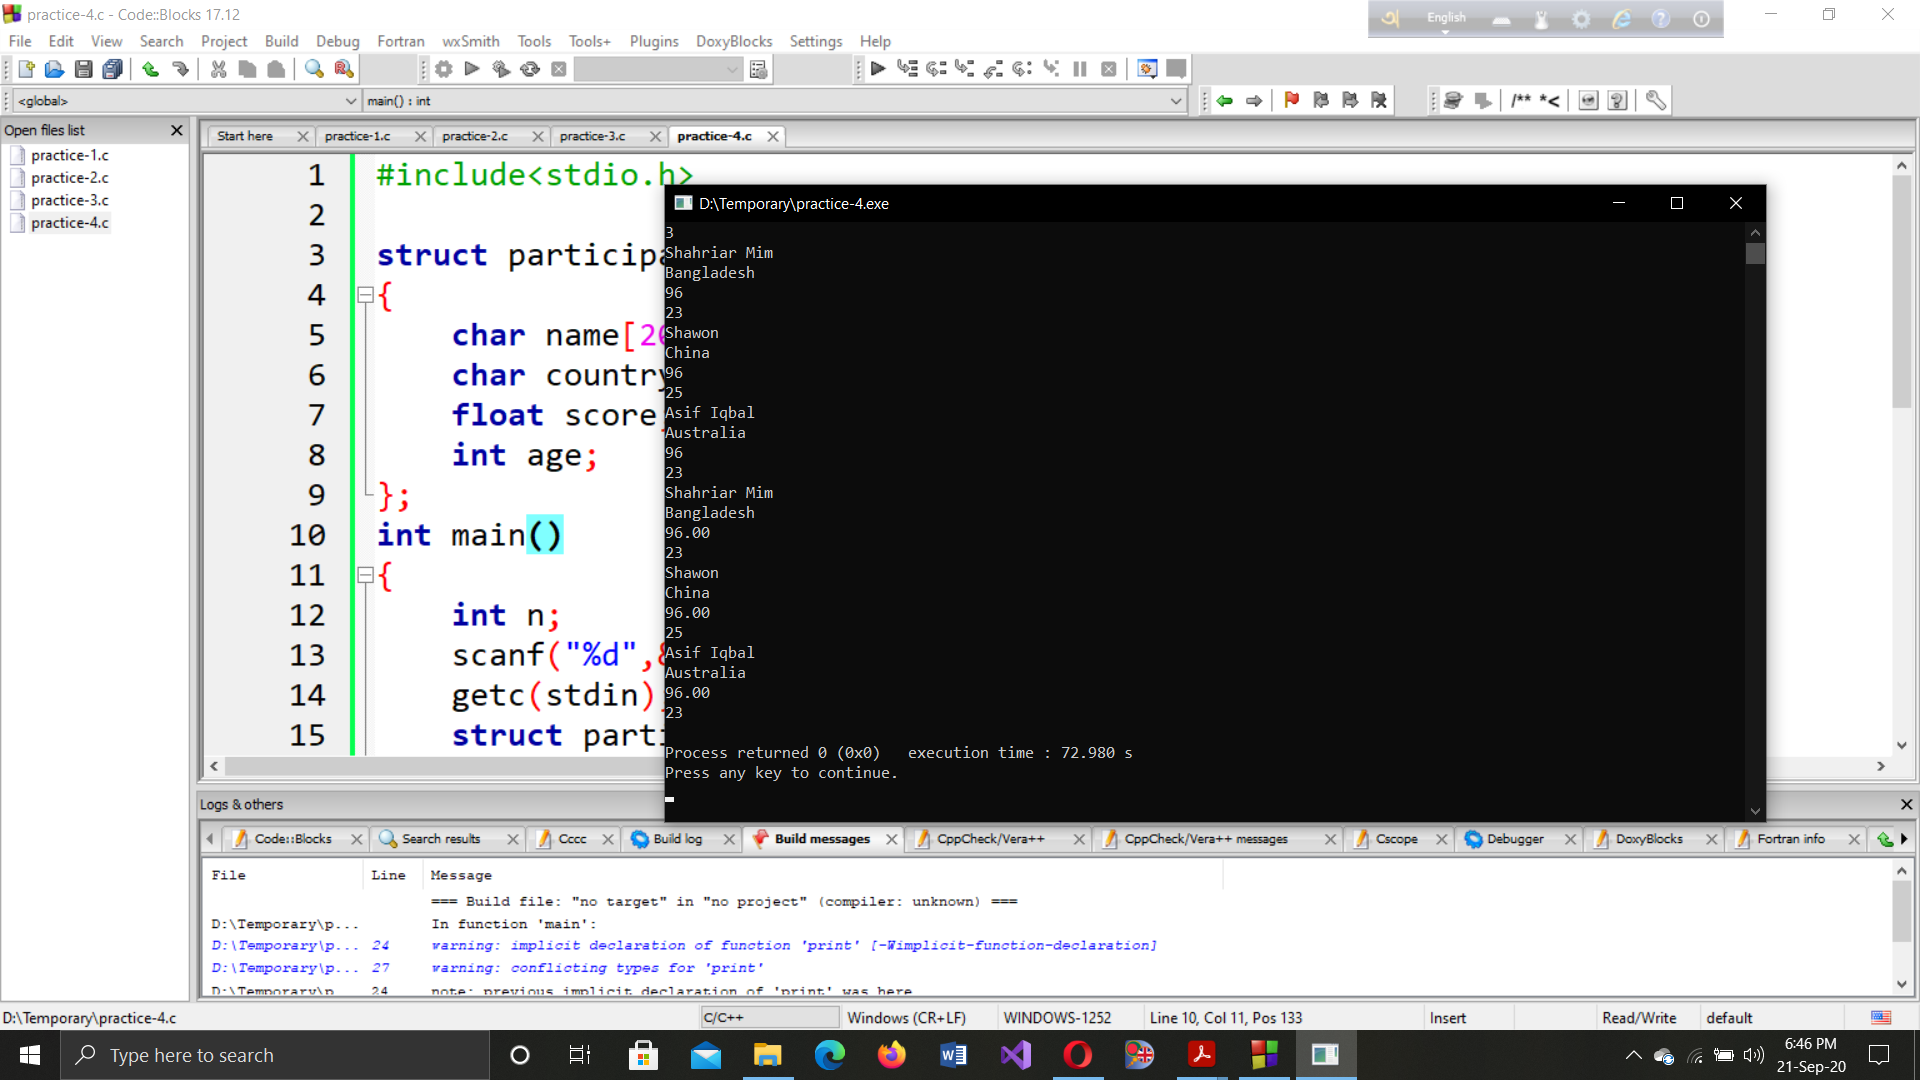 practice-4.c - Code::Blocks 17.12
English
File Edit View Search Project Build Debug Fortran wxSmith Tools Tools+ Plugins DoxyBlocks Settings Help
<global> main() : int
/** *<
Open files list
practice-1.c
practice-2.c
practice-3.c
practice-4.c
Start here practice-1.c practice-2.c practice-3.c practice-4.c
1 #include<stdio.h>
2
3 struct participa
4 {
5 char name[20
6 char country
7 float score
8 int age;
9 };
10 int main()
11 {
12 int n;
13 scanf("%d",&
14 getc(stdin)
15 struct parti
D:\Temporary\practice-4.exe
3
Shahriar Mim
Bangladesh
96
23
Shawon
China
96
25
Asif Iqbal
Australia
96
23
Shahriar Mim
Bangladesh
96.00
23
Shawon
China
96.00
25
Asif Iqbal
Australia
96.00
23
Process returned 0 (0x0) execution time : 72.980 s
Press any key to continue.
Logs & others
Code::Blocks Search results Cccc Build log Build messages CppCheck/Vera++ CppCheck/Vera++ messages Cscope Debugger DoxyBlocks Fortran info
File Line Message
=== Build file: "no target" in "no project" (compiler: unknown) ===
D:\Temporary\p... In function 'main':
D:\Temporary\p... 24 warning: implicit declaration of function 'print' [-Wimplicit-function-declaration]
D:\Temporary\p... 27 warning: conflicting types for 'print'
D:\Temporary\p... 24 note: previous implicit declaration of 'print' was here
D:\Temporary\practice-4.c C/C++ Windows (CR+LF) WINDOWS-1252 Line 10, Col 11, Pos 133 Insert Read/Write default
Type here to search
6:46 PM
21-Sep-20